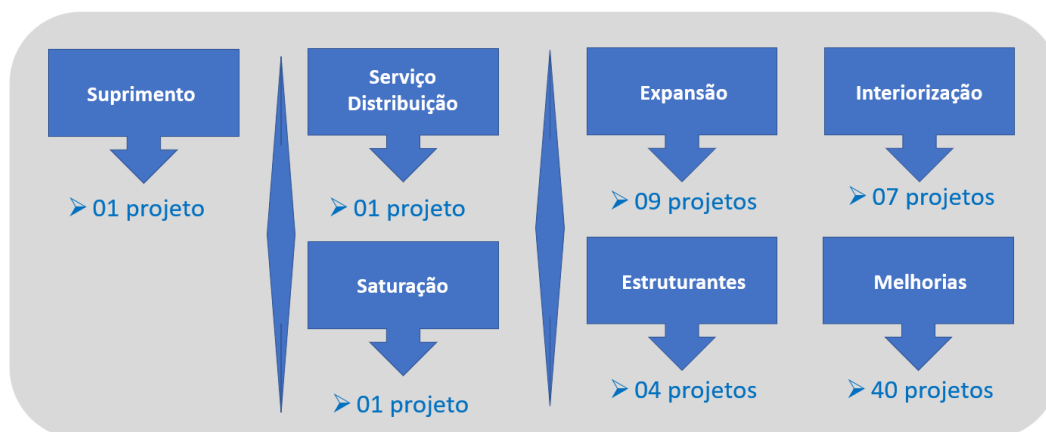 Suprimento
➢ 01 projeto
Serviço
Distribuição
➢ 01 projeto
Saturação
➢ 01 projeto
Expansão
➢ 09 projetos
Interiorização
➢ 07 projetos
Estruturantes
➢ 04 projetos
Melhorias
➢ 40 projetos